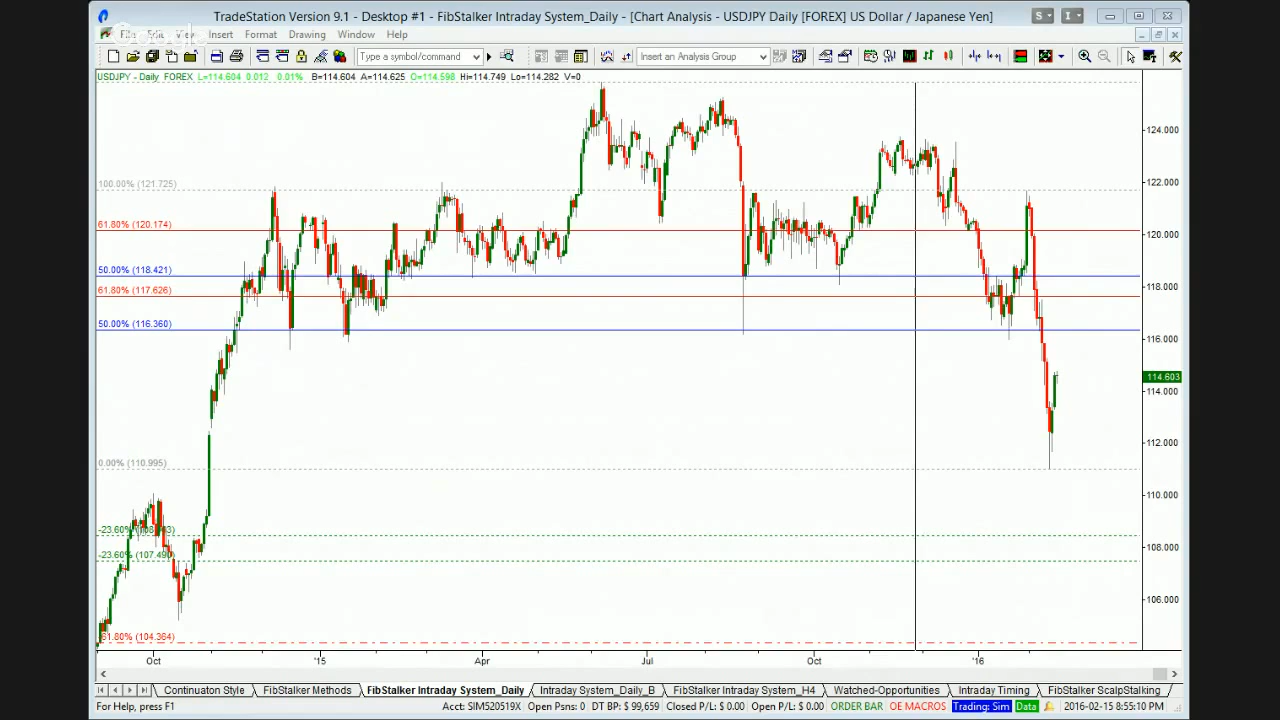 TradeStation Version 9.1 - Desktop #1 - FibStalker Intraday System_Daily - [Chart Analysis - USDJPY Daily [FOREX] US Dollar / Japanese Yen]
S
I
File Edit View Insert Format Drawing Window Help
Google
Type a symbol/command
Insert an Analysis Group
USDJPY - Daily FOREX L=114.604 0.012 0.01% B=114.604 A=114.625 O=114.598 Hi=114.749 Lo=114.282 V=0
124.000
100.00% (121.725)
122.000
61.80% (120.174)
120.000
50.00% (118.421)
118.000
61.80% (117.626)
50.00% (116.360)
116.000
114.603
114.000
112.000
0.00% (110.995)
110.000
-23.60%
108.000
-23.60% (107.490)
106.000
61.80% (104.364)
Oct '15 Apr Jul Oct '16
Continuaton Style FibStalker Methods FibStalker Intraday System_Daily Intraday System_Daily_B FibStalker Intraday System_H4 Watched-Opportunities Intraday Timing FibStalker ScalpStalking
For Help, press F1 Acct: SIM520519X Open Psns: 0 DT BP: $ 99,659 Closed P/L: $ 0.00 Open P/L: $ 0.00 ORDER BAR OE MACROS Trading: Sim Data 2016-02-15 8:55:10 PM